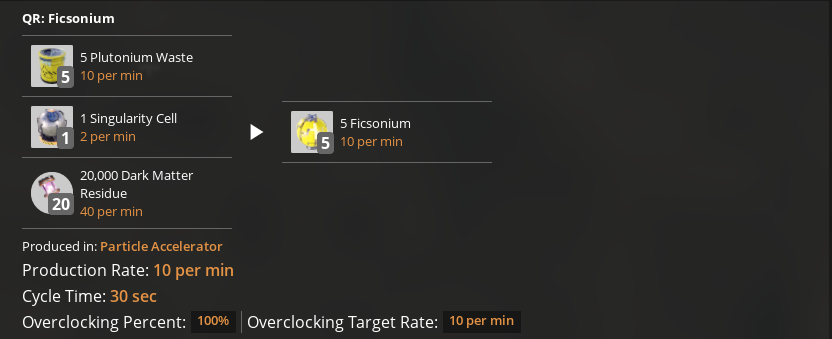 QR: Ficsonium
5 Plutonium Waste
5
10 per min
1 Singularity Cell
1
2 per min
20,000 Dark Matter
Residue
20
40 per min
5 Ficsonium
5
10 per min
Produced in: Particle Accelerator
Production Rate: 10 per min
Cycle Time: 30 sec
Overclocking Percent: 100% Overclocking Target Rate: 10 per min